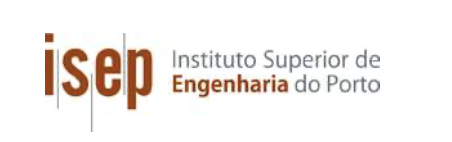 isep
Instituto Superior de
Engenharia do Porto